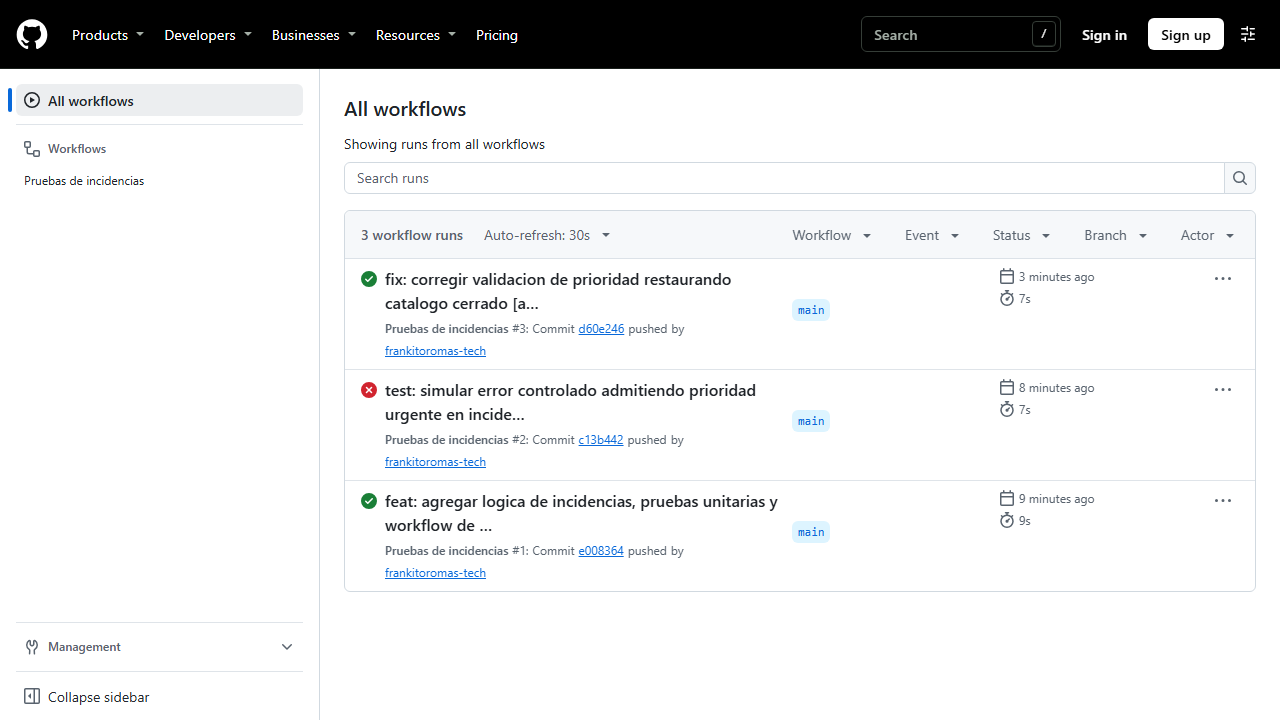 Products Developers Businesses Resources Pricing Search / Sign in Sign up
All workflows
Workflows
Pruebas de incidencias
Management
Collapse sidebar
All workflows
Showing runs from all workflows
Search runs
3 workflow runs Auto-refresh: 30s Workflow Event Status Branch Actor
fix: corregir validacion de prioridad restaurando
catalogo cerrado [a...
Pruebas de incidencias #3: Commit d60e246 pushed by
frankitoromas-tech
main
3 minutes ago
7s
test: simular error controlado admitiendo prioridad
urgente en incide...
Pruebas de incidencias #2: Commit c13b442 pushed by
frankitoromas-tech
main
8 minutes ago
7s
feat: agregar logica de incidencias, pruebas unitarias y
workflow de ...
Pruebas de incidencias #1: Commit e008364 pushed by
frankitoromas-tech
main
9 minutes ago
9s